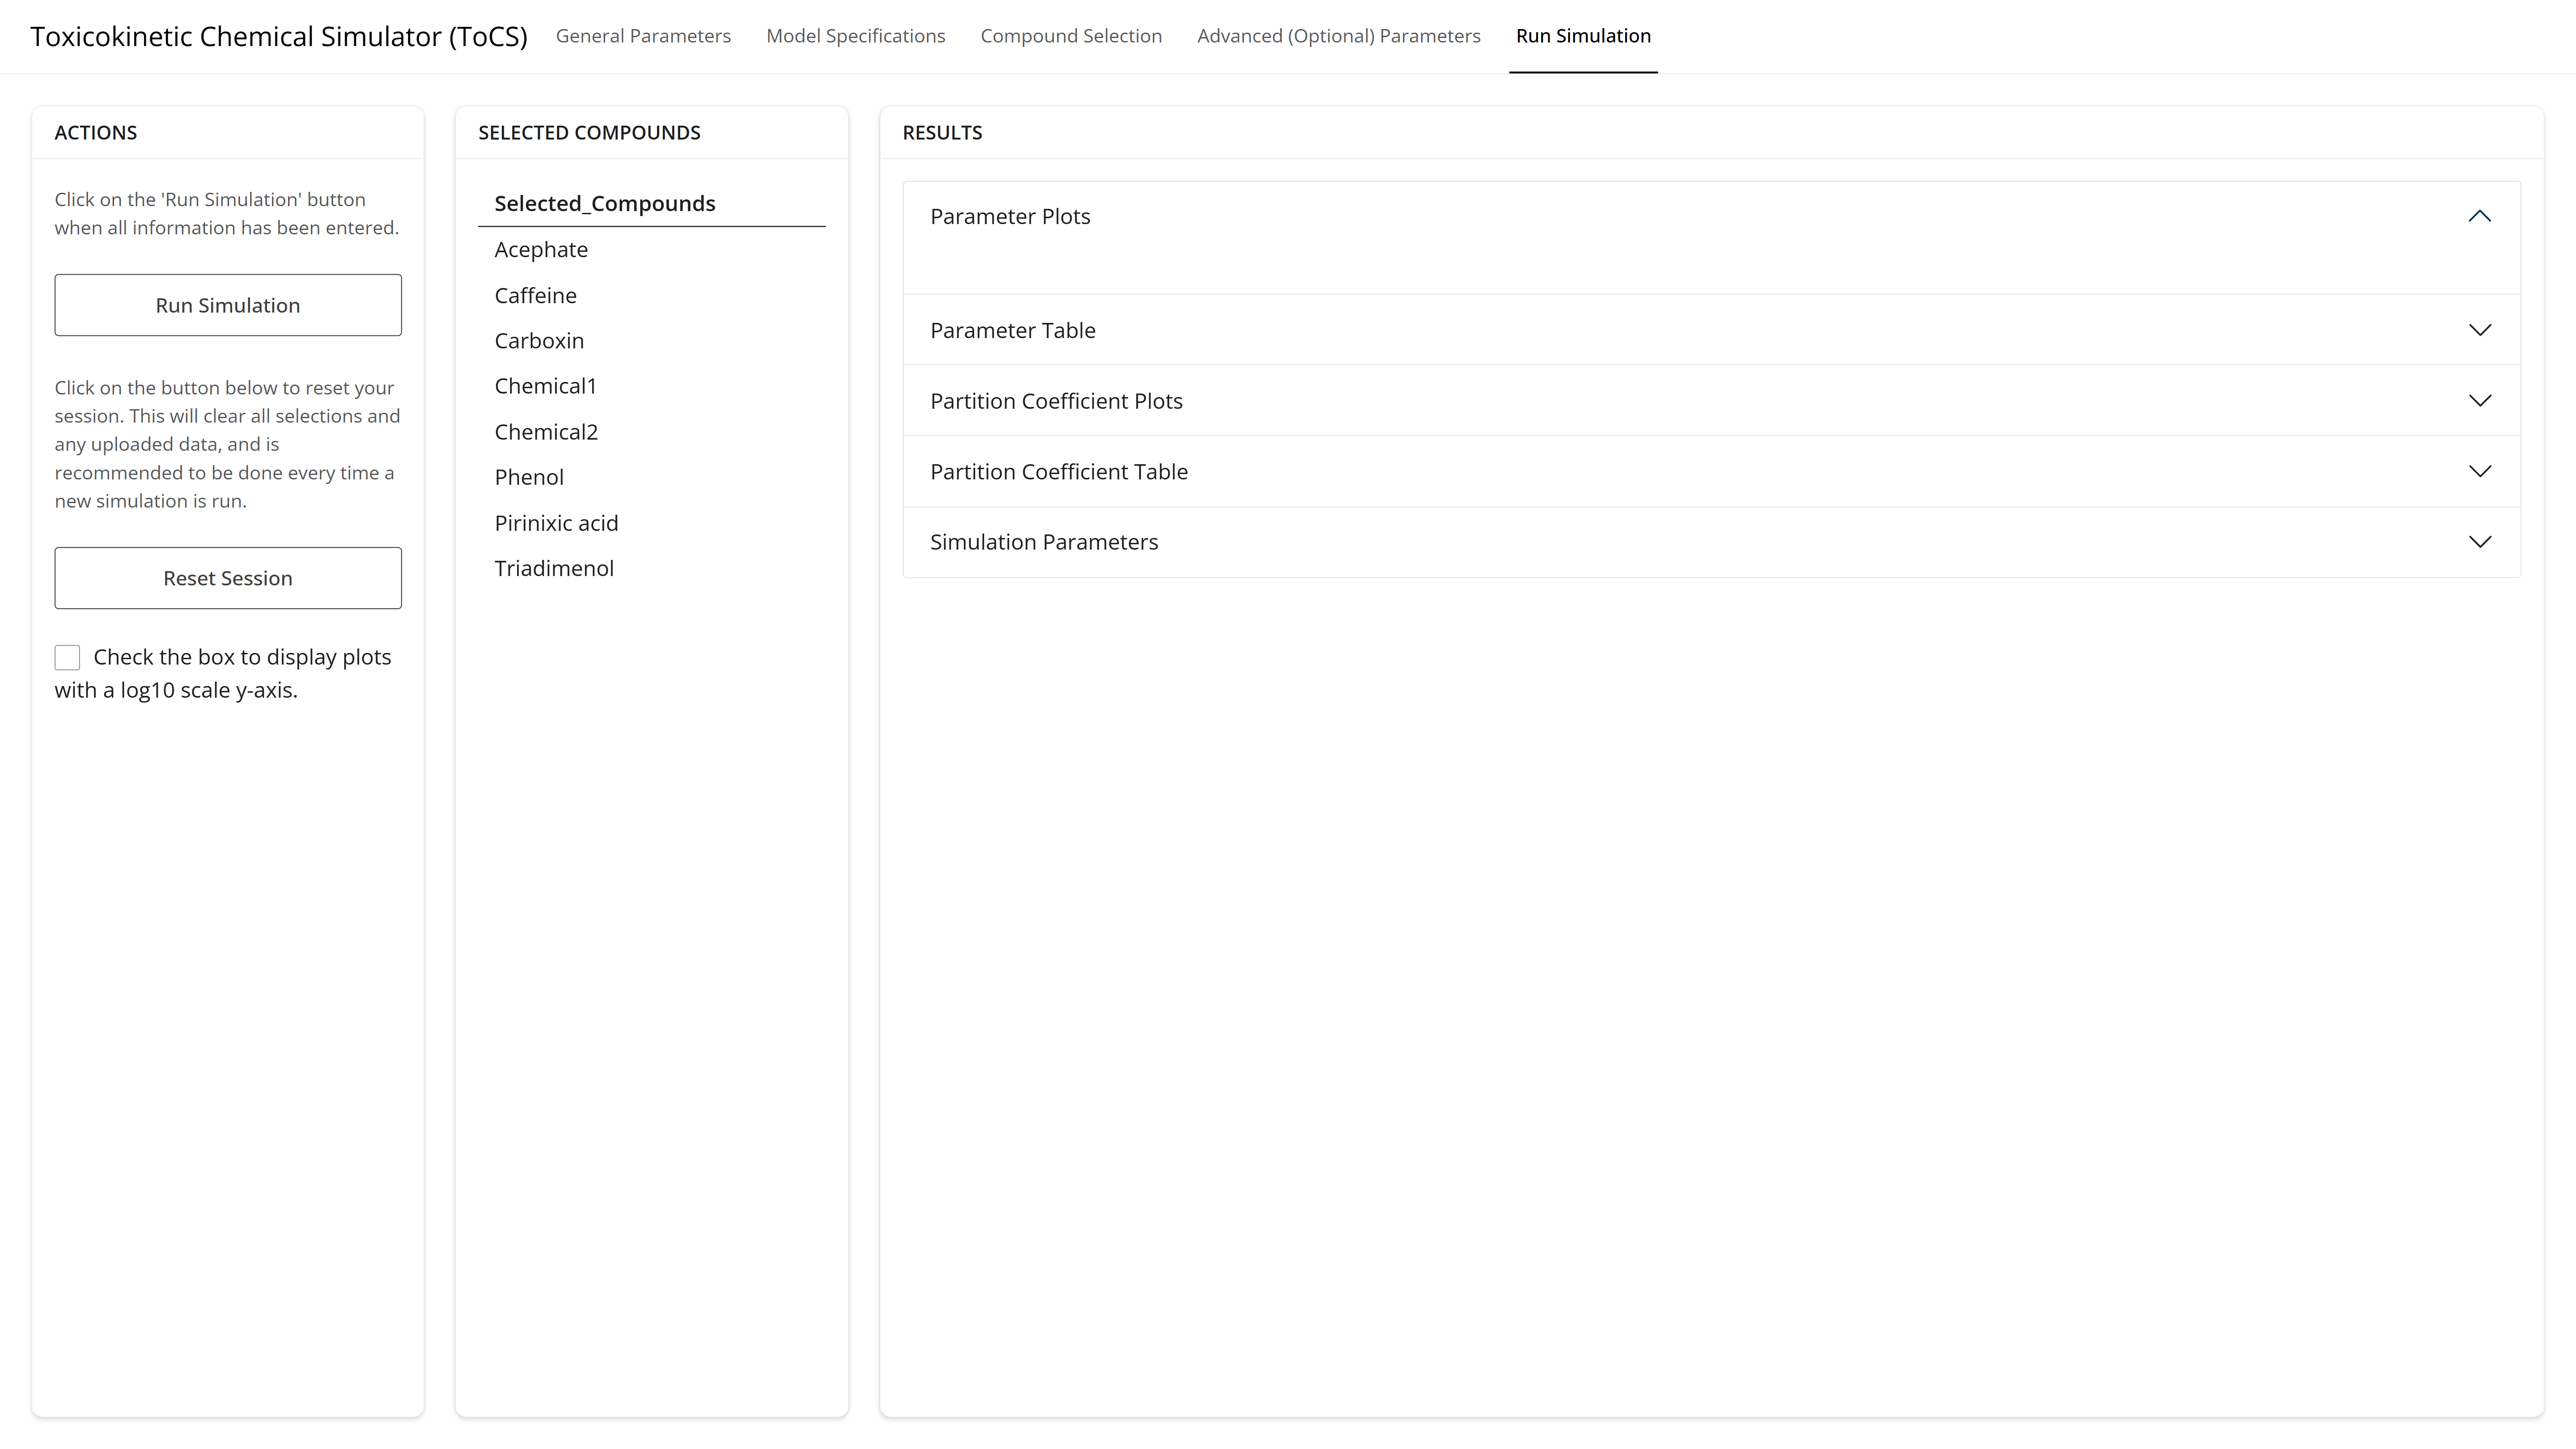 Toxicokinetic Chemical Simulator (ToCS) General Parameters Model Specifications Compound Selection Advanced (Optional) Parameters Run Simulation
ACTIONS
Click on the 'Run Simulation' button
when all information has been entered.
Run Simulation
Click on the button below to reset your
session. This will clear all selections and
any uploaded data, and is
recommended to be done every time a
new simulation is run.
Reset Session
Check the box to display plots
with a log10 scale y-axis.
SELECTED COMPOUNDS
Selected_Compounds
Acephate
Caffeine
Carboxin
Chemical1
Chemical2
Phenol
Pirinixic acid
Triadimenol
RESULTS
Parameter Plots
Parameter Table
Partition Coefficient Plots
Partition Coefficient Table
Simulation Parameters